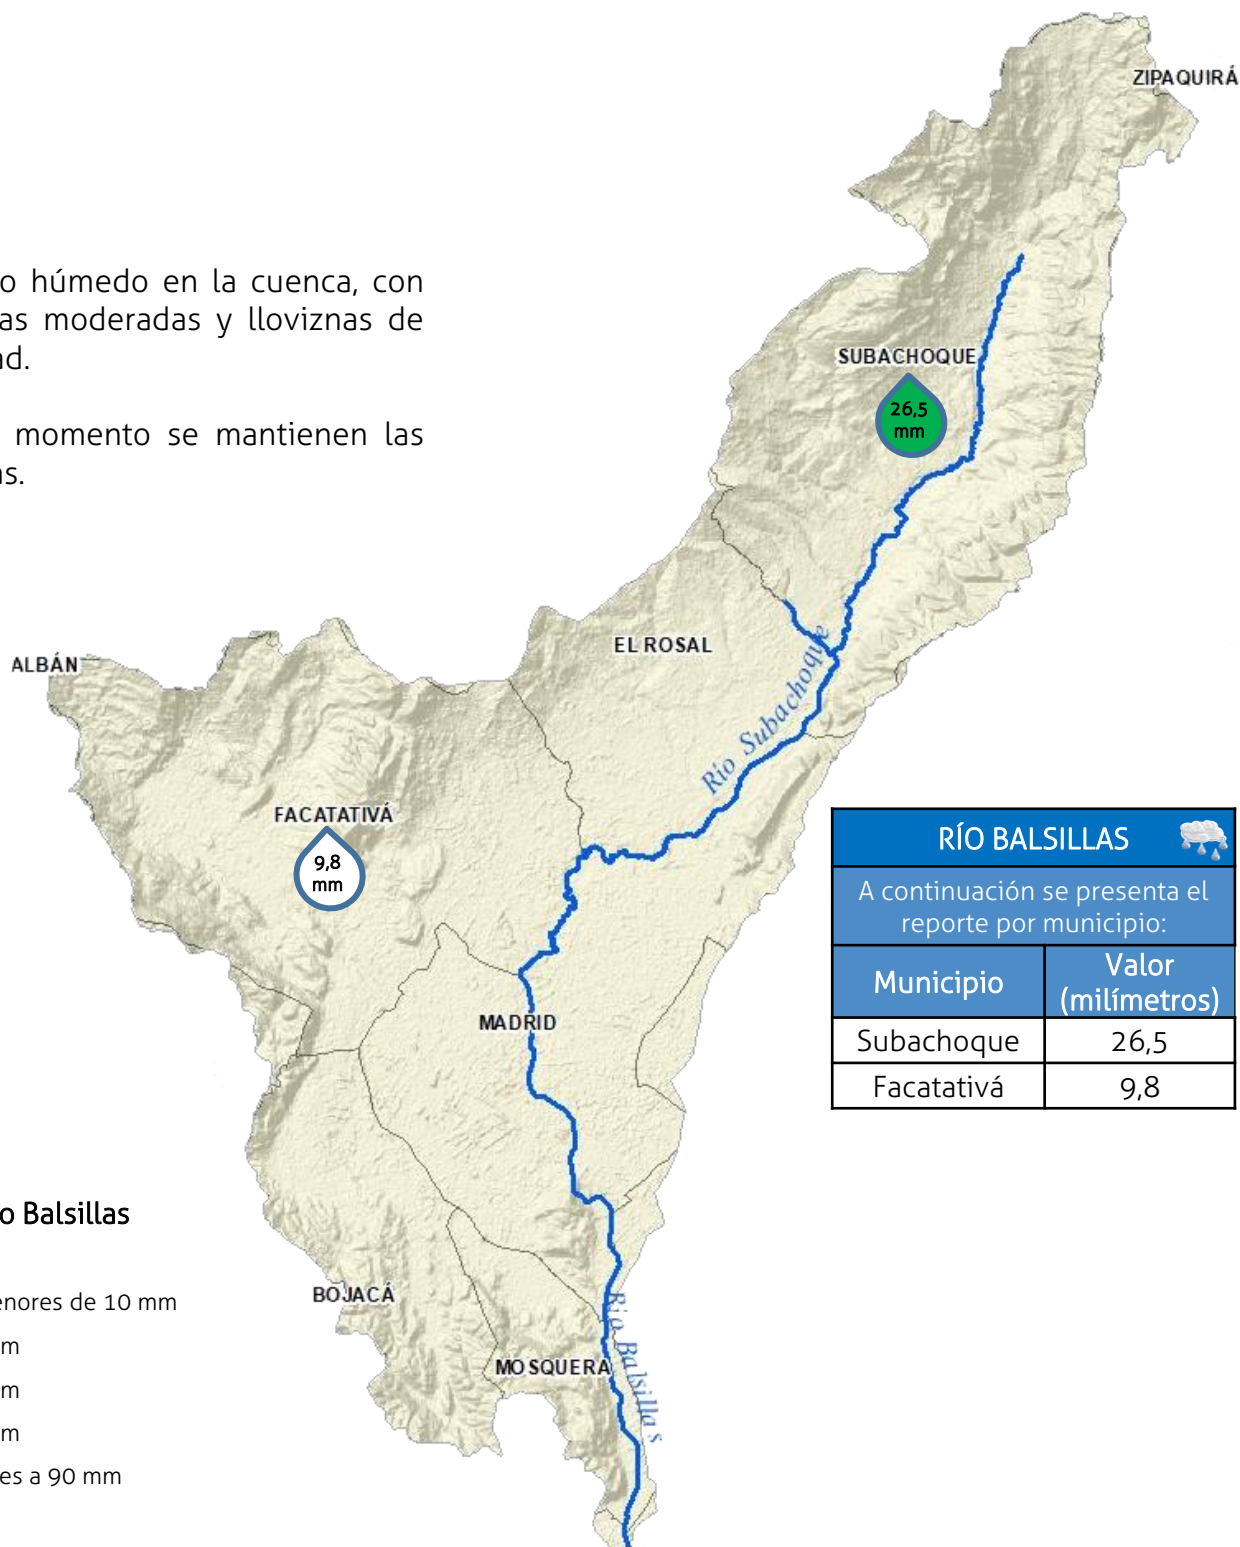 ZIPAQUIRÁ
o húmedo en la cuenca, con
as moderadas y lloviznas de
ad.
SUBACHOQUE
26,5
mm
momento se mantienen las
as.
EL ROSAL
ALBÁN
Río Subachoque
FACATATIVÁ
9,8
mm
RÍO BALSILLAS
A continuación se presenta el
reporte por municipio:
Municipio Valor
(milímetros)
Subachoque 26,5
Facatativá 9,8
MADRID
o Balsillas
enores de 10 mm
m
m
m
es a 90 mm
BOJACÁ
MOSQUERA
Río Balsillas